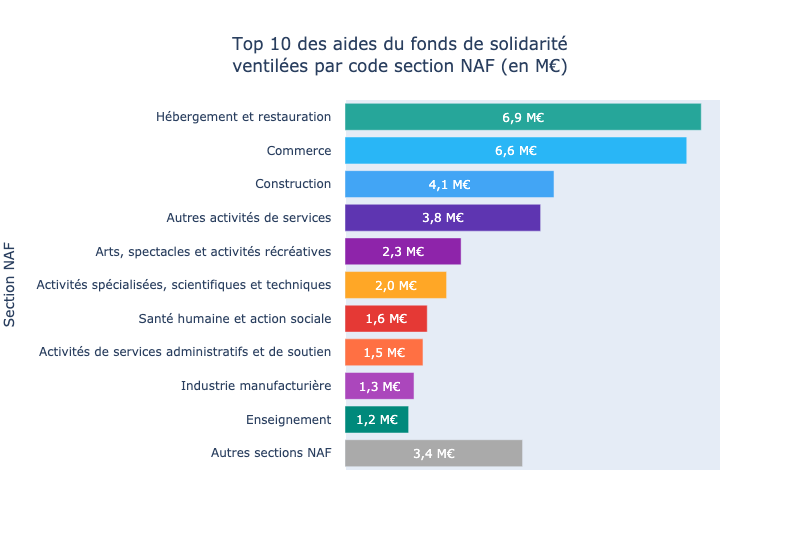 Top 10 des aides du fonds de solidarité
ventilées par code section NAF (en M€)
Section NAF
Hébergement et restauration 6,9 M€
Commerce 6,6 M€
Construction 4,1 M€
Autres activités de services 3,8 M€
Arts, spectacles et activités récréatives 2,3 M€
Activités spécialisées, scientifiques et techniques 2,0 M€
Santé humaine et action sociale 1,6 M€
Activités de services administratifs et de soutien 1,5 M€
Industrie manufacturière 1,3 M€
Enseignement 1,2 M€
Autres sections NAF 3,4 M€